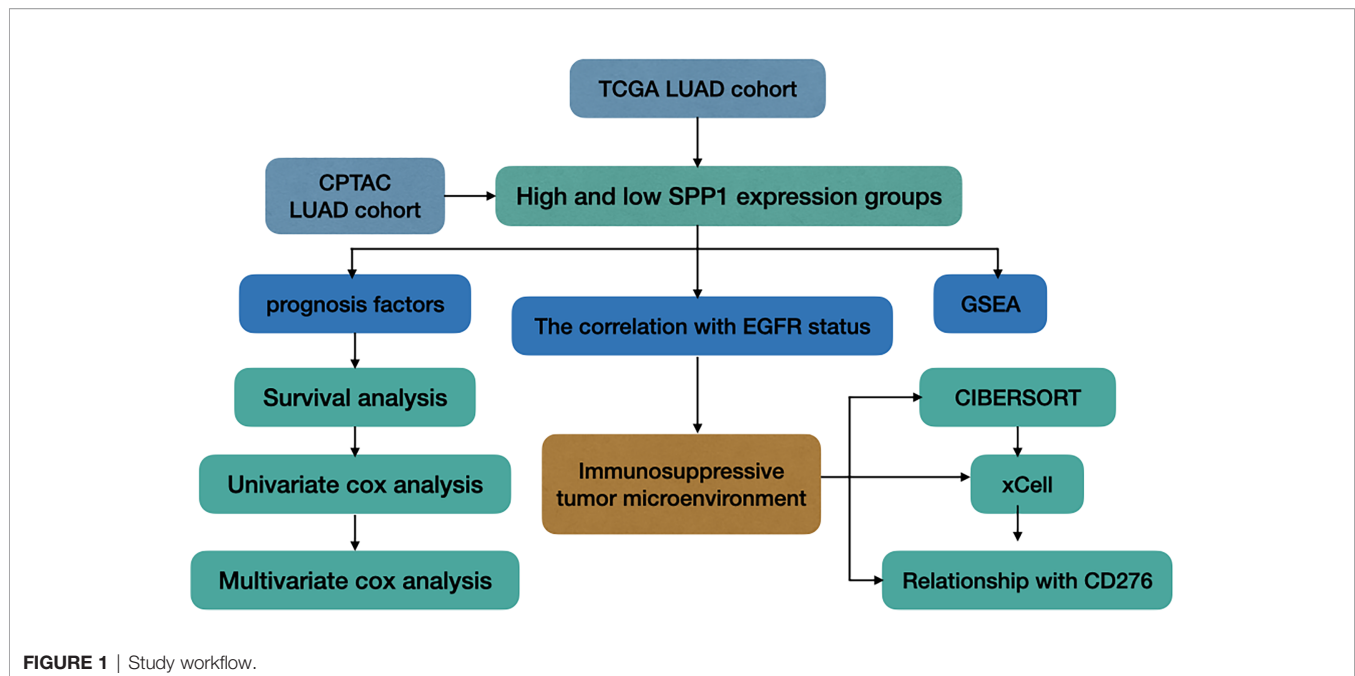 TCGA LUAD cohort
CPTAC
LUAD cohort
High and low SPP1 expression groups
prognosis factors
The correlation with EGFR status
GSEA
Survival analysis
CIBERSORT
Univariate cox analysis
Immunosuppressive
tumor microenvironment
xCell
Multivariate cox analysis
Relationship with CD276
FIGURE 1 | Study workflow.